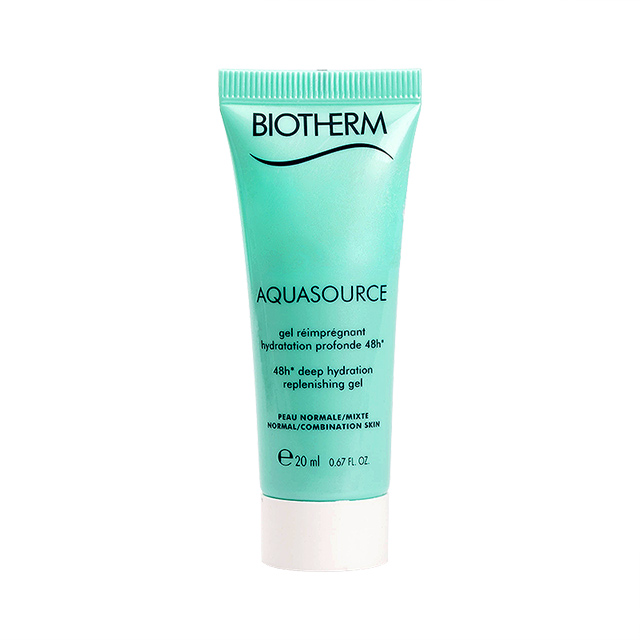 BIOTHERM
AQUASOURCE
gel réimprégnant
hydratation profonde 48h*
48h* deep hydration
replenishing gel
PEAU NORMALE/MIXTE
NORMAL/COMBINATION SKIN
℮20 ml 0.67 FL. OZ.